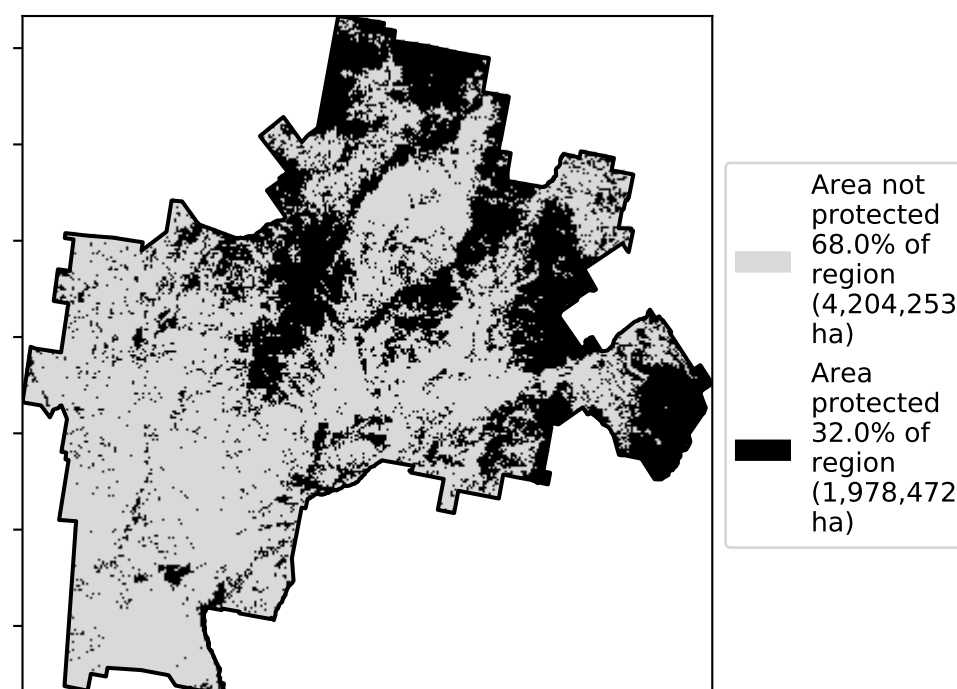 Area not
protected
68.0% of
region
(4,204,253
ha)
Area
protected
32.0% of
region
(1,978,472
ha)